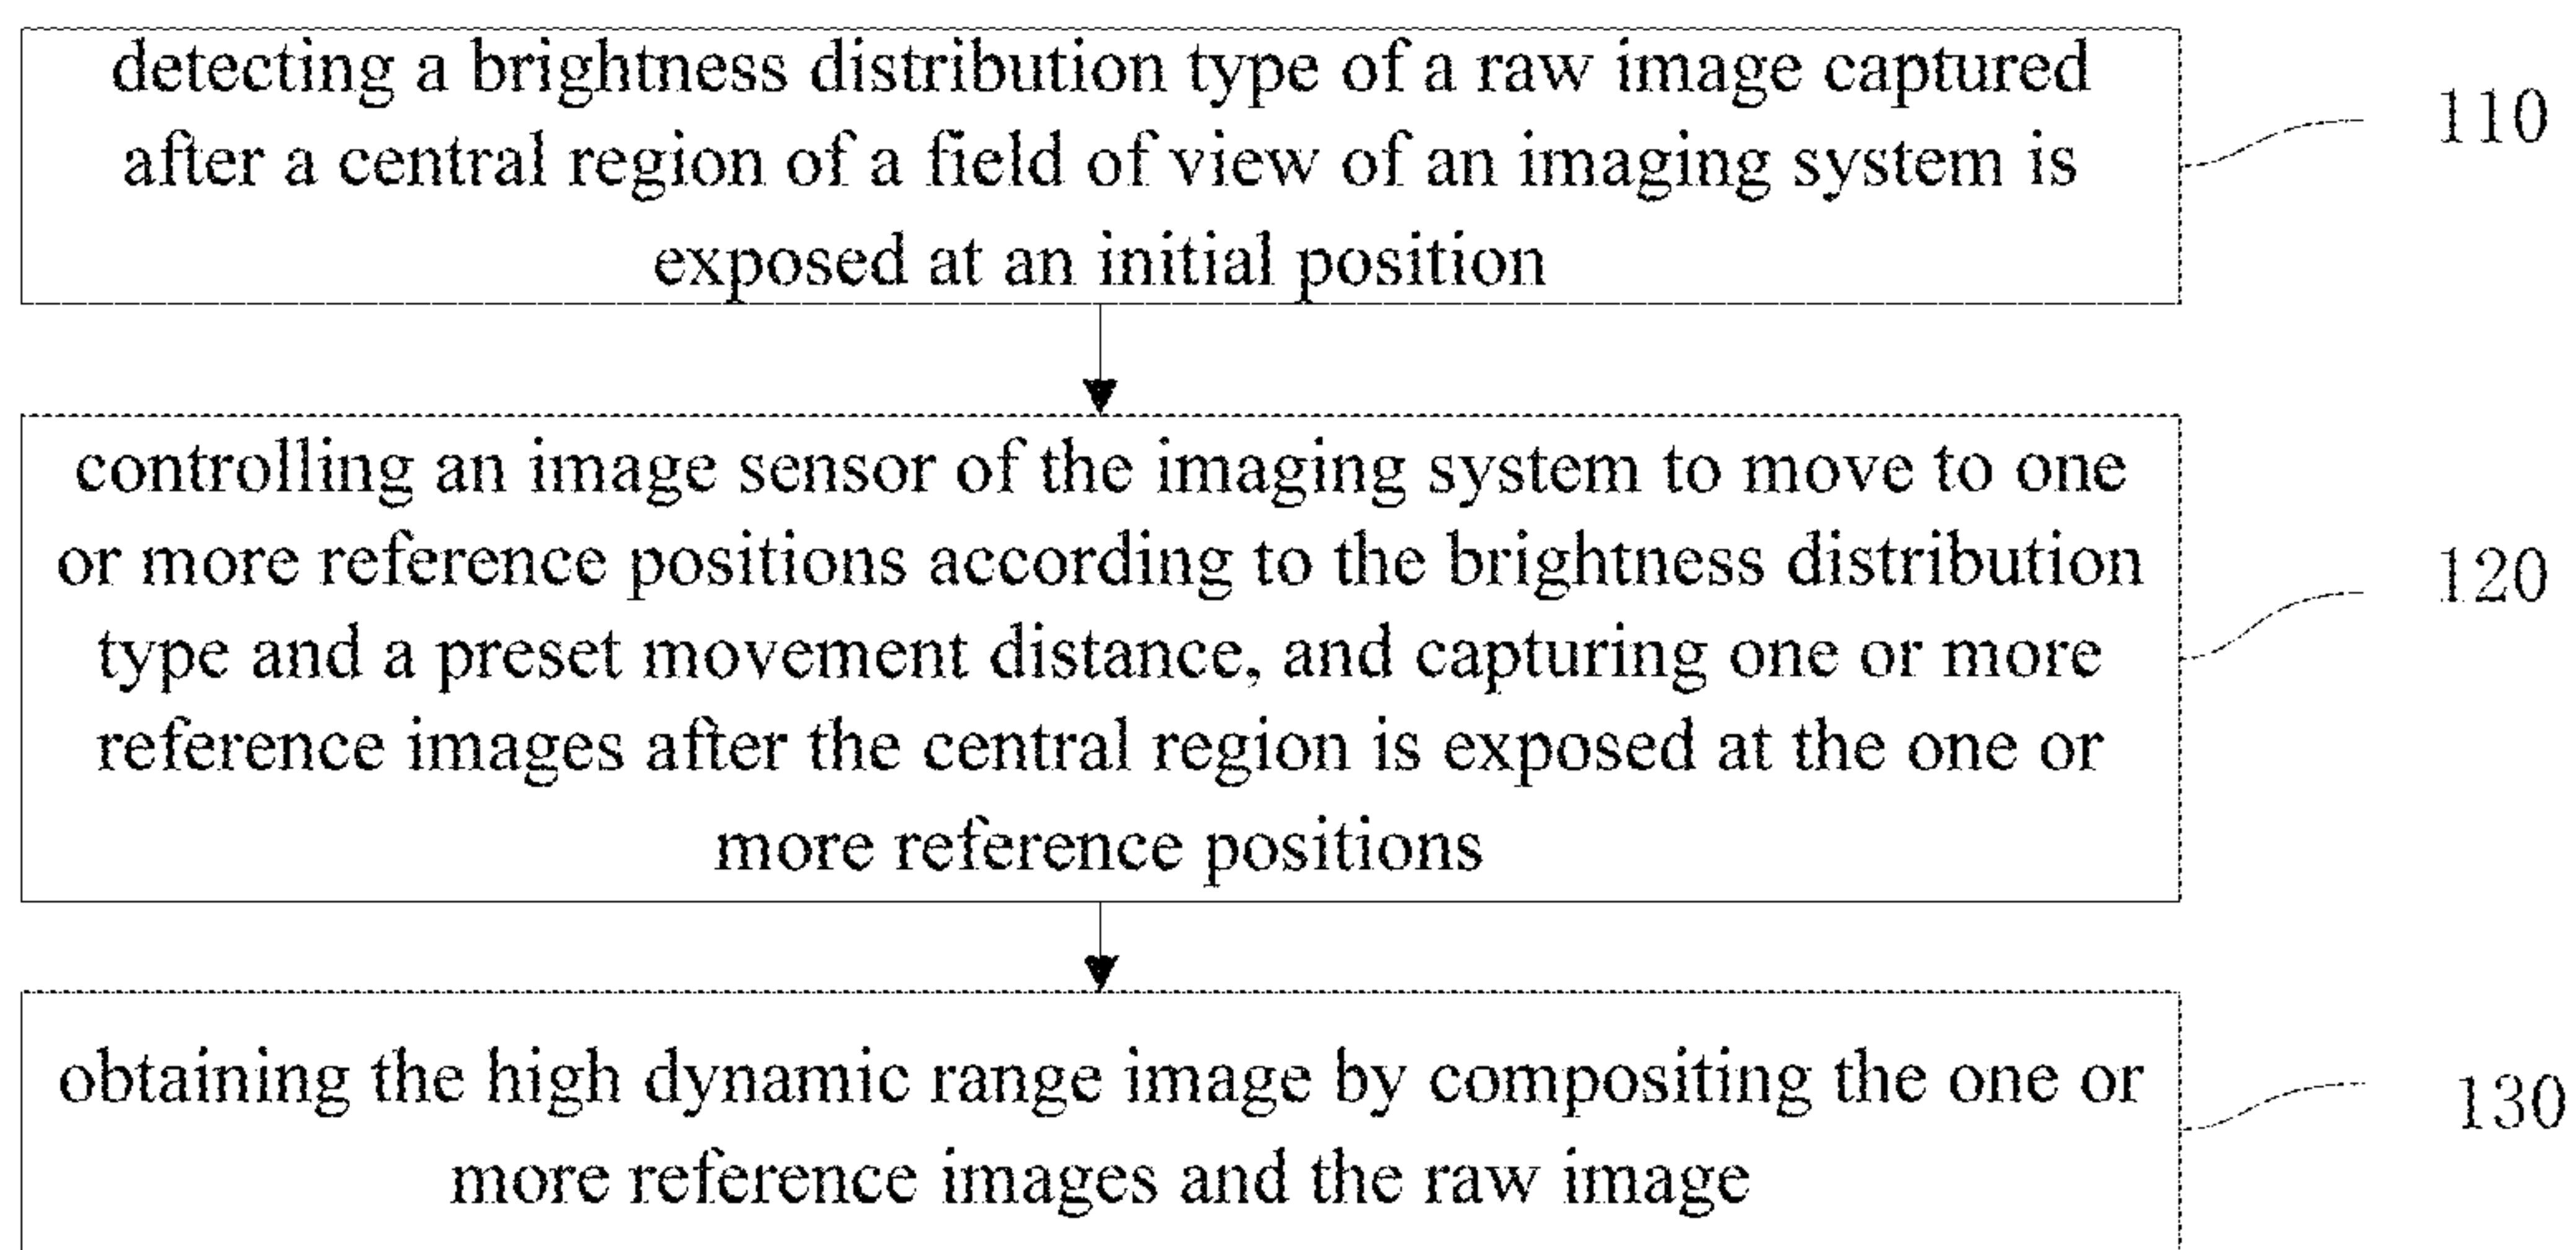 detecting a brightness distribution type of a raw image captured
after a central region of a field of view of an imaging system is
exposed at an initial position
110
controlling an image sensor of the imaging system to move to one
or more reference positions according to the brightness distribution
type and a preset movement distance, and capturing one or more
reference images after the central region is exposed at the one or
more reference positions
120
obtaining the high dynamic range image by compositing the one or
more reference images and the raw image
130